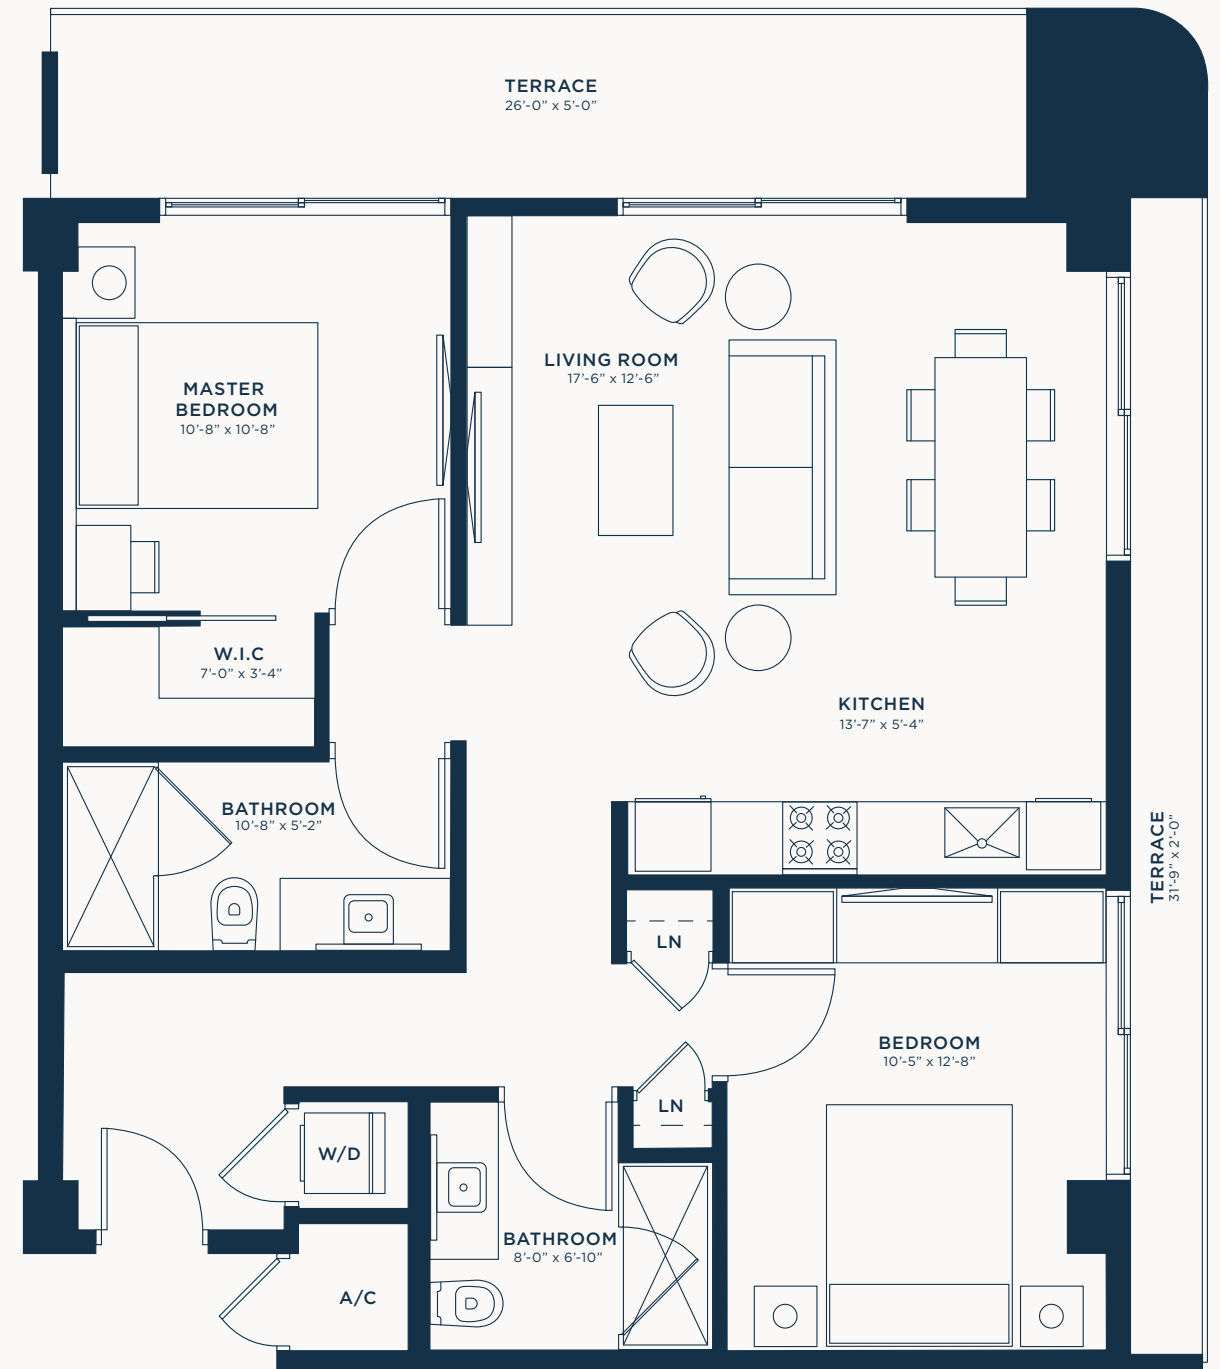 TERRACE
26’-0” x 5’-0”
LIVING ROOM
17’-6” x 12’-6”
MASTER
BEDROOM
10’-8” x 10’-8”
W.I.C
7’-0” x 3’-4”
KITCHEN
13’-7” x 5’-4”
BATHROOM
10’-8” x 5’-2”
TERRACE
31’-9” x 2’-0”
LN
BEDROOM
10’-5” x 12’-8”
LN
W/D
BATHROOM
8’-0” x 6’-10”
A/C